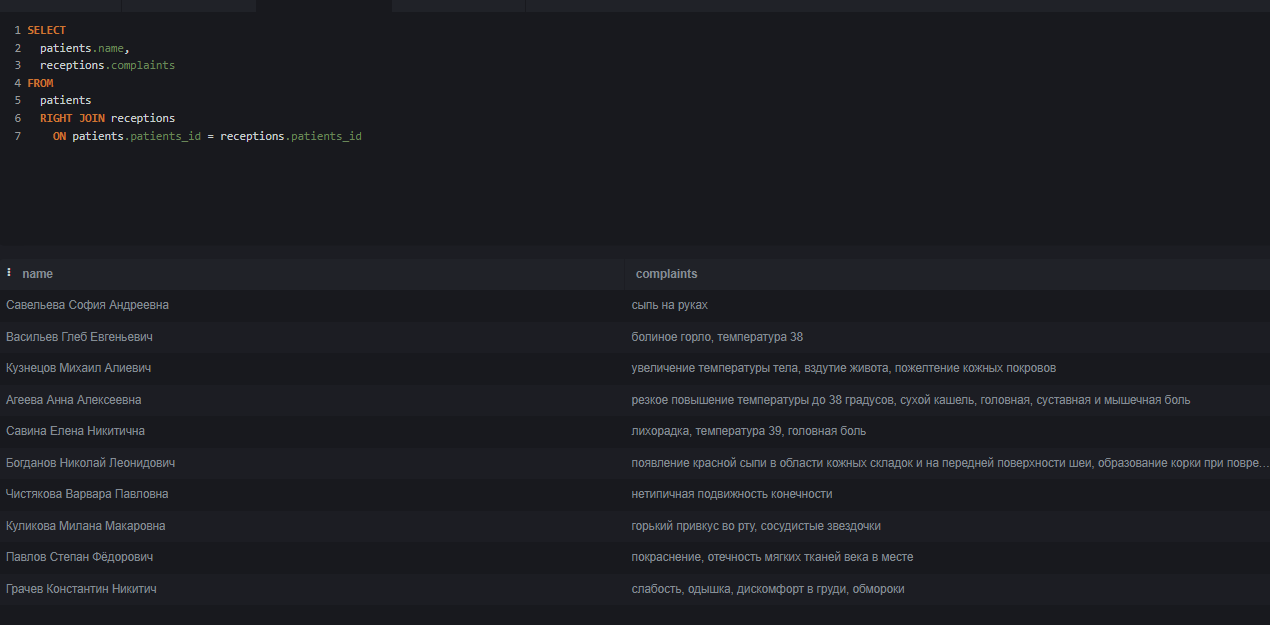 1 SELECT
2 patients.name,
3 receptions.complaints
4 FROM
5 patients
6 RIGHT JOIN receptions
7 ON patients.patients_id = receptions.patients_id
name complaints
Савельева София Андреевна сыпь на руках
Васильев Глеб Евгеньевич болиное горло, температура 38
Кузнецов Михаил Алиевич увеличение температуры тела, вздутие живота, пожелтение кожных покровов
Агеева Анна Алексеевна резкое повышение температуры до 38 градусов, сухой кашель, головная, суставная и мышечная боль
Савина Елена Никитична лихорадка, температура 39, головная боль
Богданов Николай Леонидович появление красной сыпи в области кожных складок и на передней поверхности шеи, образование корки при повре...
Чистякова Варвара Павловна нетипичная подвижность конечности
Куликова Милана Макаровна горький привкус во рту, сосудистые звездочки
Павлов Степан Фёдорович покраснение, отечность мягких тканей века в месте
Грачев Константин Никитич слабость, одышка, дискомфорт в груди, обмороки